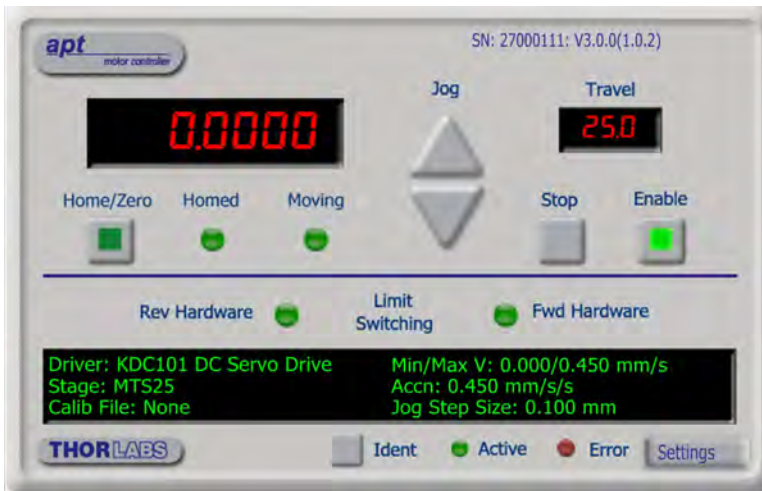 apt
motor controller
SN: 27000111: V3.0.0(1.0.2)
Jog
Travel
0.0000
25.0
Home/Zero Homed Moving
Stop Enable
Rev Hardware
Limit
Switching
Fwd Hardware
Driver: KDC101 DC Servo Drive
Stage: MTS25
Calib File: None
Min/Max V: 0.000/0.450 mm/s
Accn: 0.450 mm/s/s
Jog Step Size: 0.100 mm
THORLABS
Ident Active Error Settings